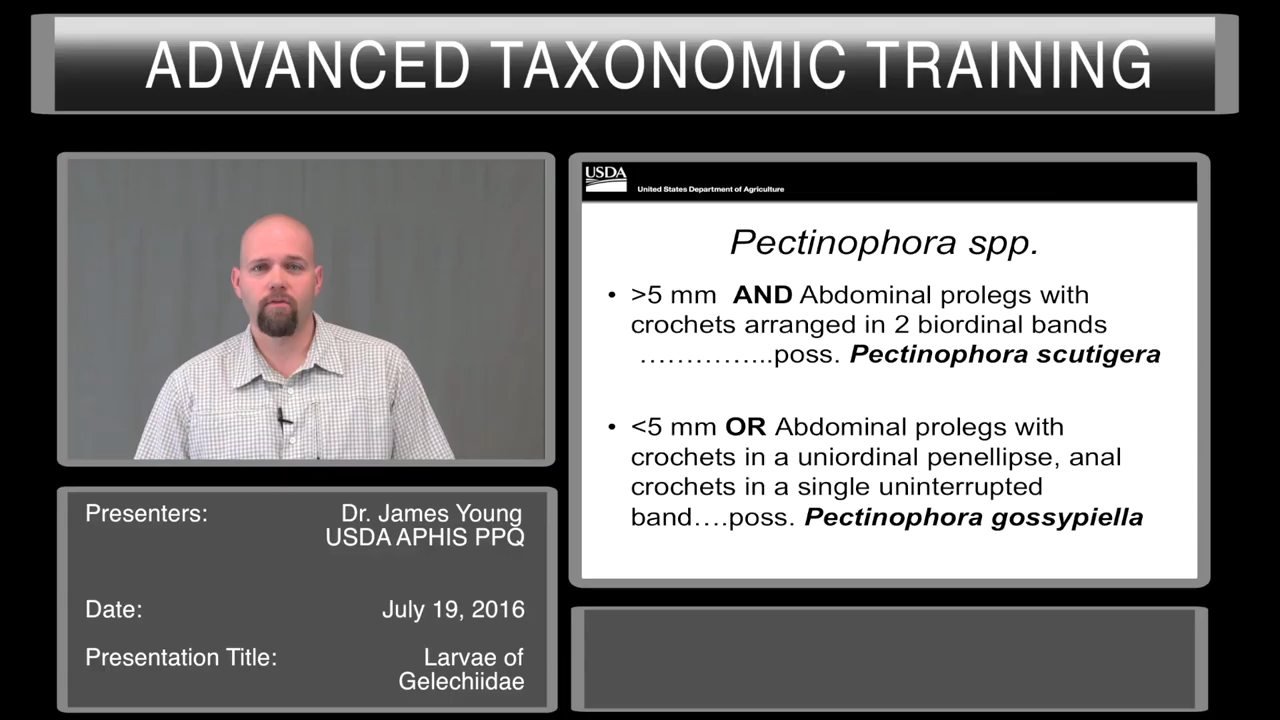 ADVANCED TAXONOMIC TRAINING
USDA
United States Department of Agriculture
Pectinophora spp.
• >5 mm AND Abdominal prolegs with
crochets arranged in 2 biordinal bands
…………...poss. Pectinophora scutigera
• <5 mm OR Abdominal prolegs with
crochets in a uniordinal penellipse, anal
crochets in a single uninterrupted
band….poss. Pectinophora gossypiella
Presenters: Dr. James Young
USDA APHIS PPQ
Date: July 19, 2016
Presentation Title: Larvae of
Gelechiidae